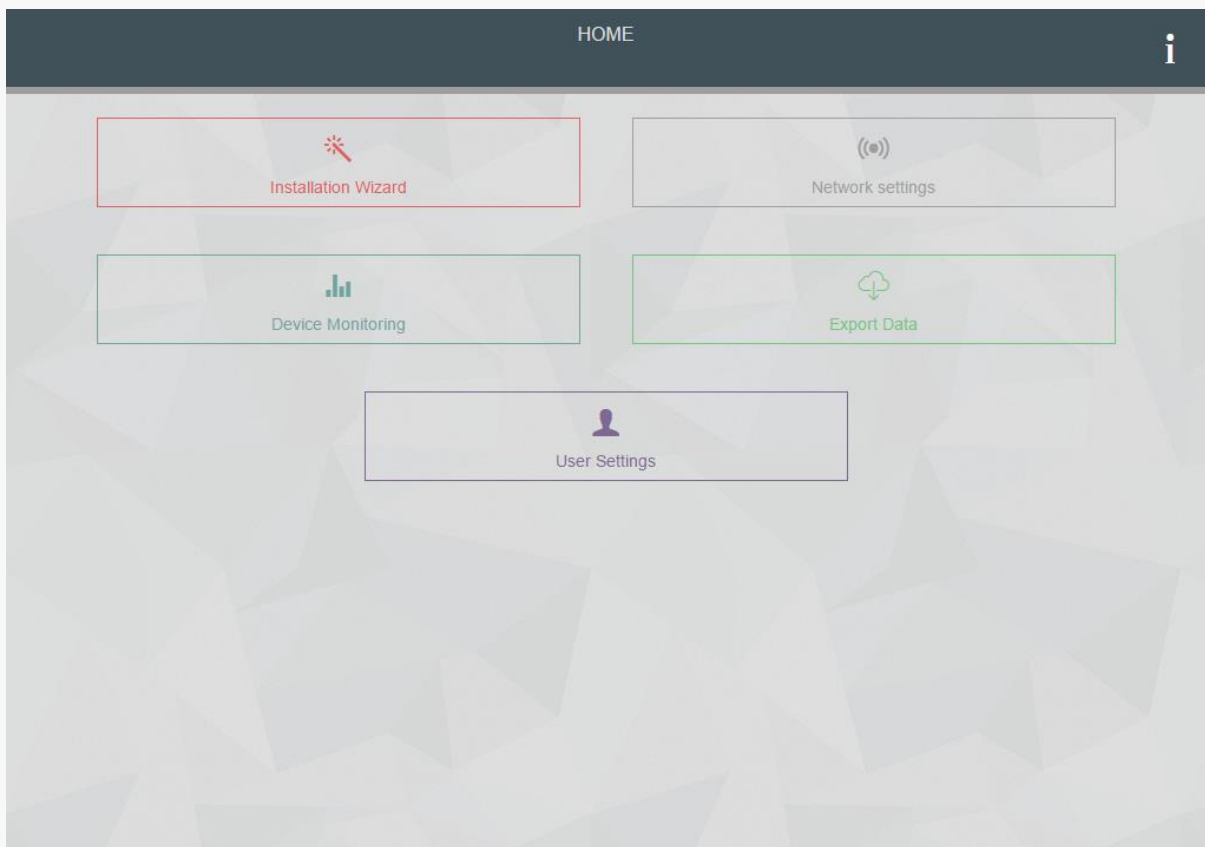 HOME
i
Installation Wizard
Network settings
Device Monitoring
Export Data
User Settings